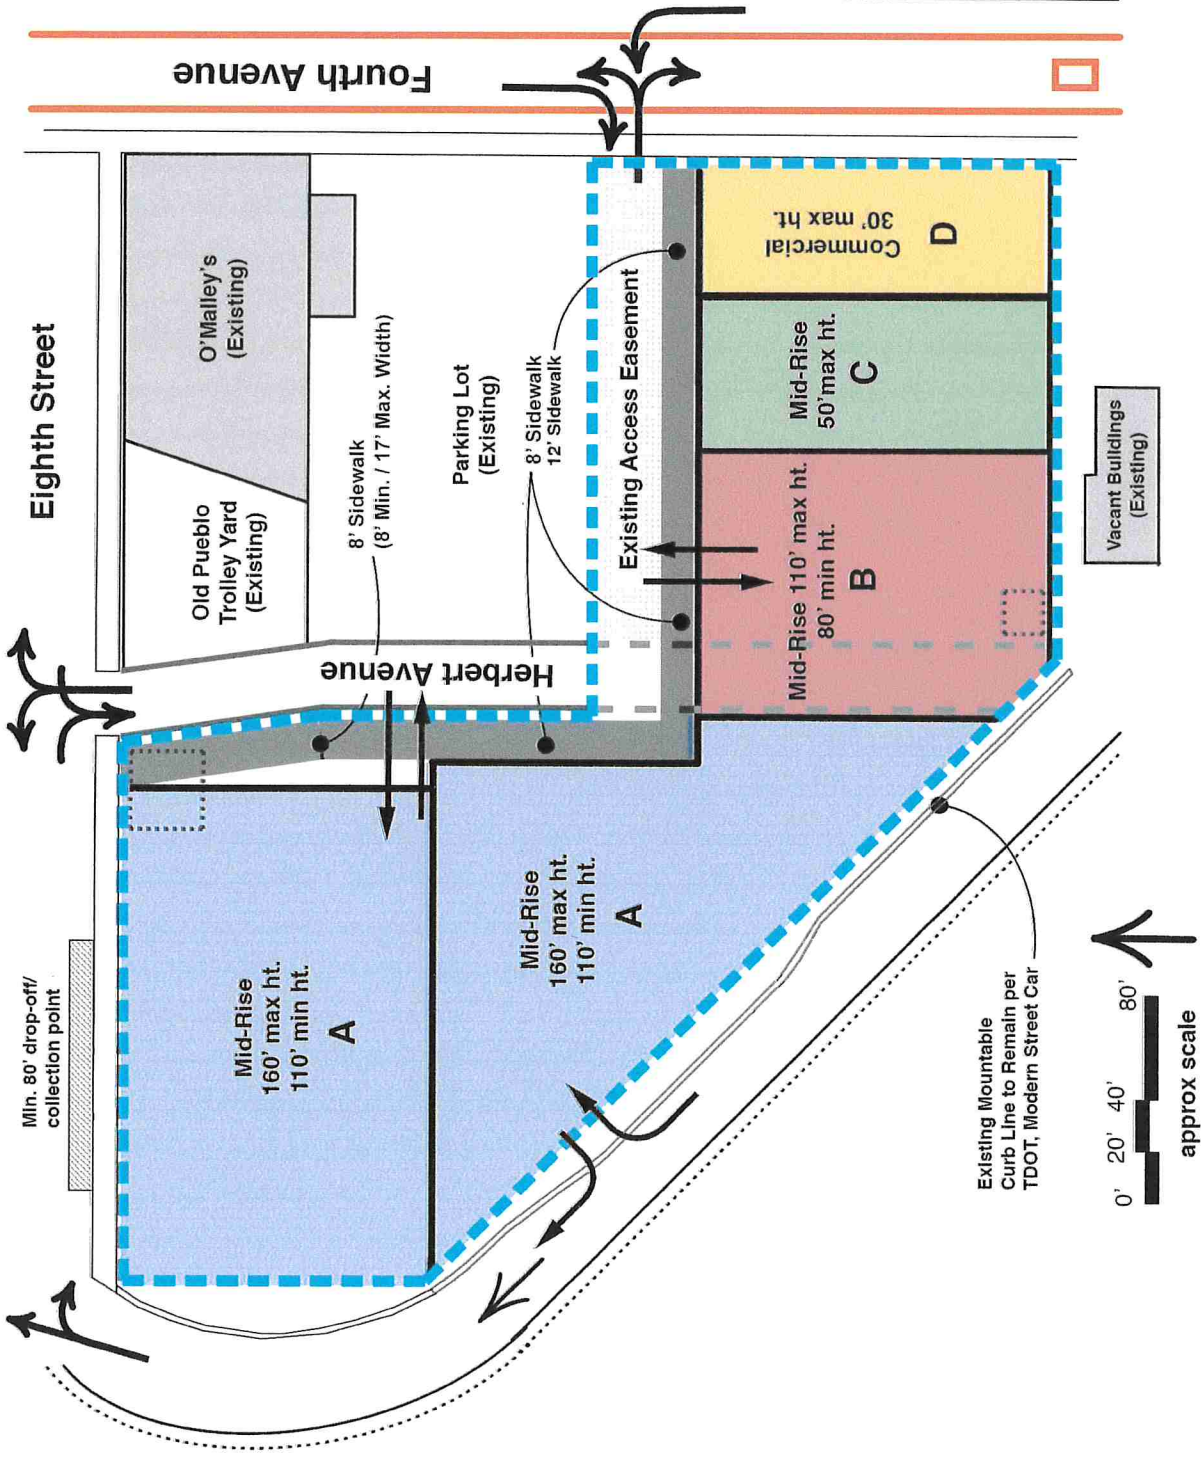 Eighth Street
Fourth Avenue
Min. 80' drop-off/
collection point
Old Pueblo
Trolley Yard
(Existing)
O'Malley's
(Existing)
Herbert Avenue
8' Sidewalk
(8' Min. / 17' Max. Width)
Parking Lot
(Existing)
8' Sidewalk
12' Sidewalk
Existing Access Easement
Mid-Rise
160' max ht.
110' min ht.
A
Mid-Rise
160' max ht.
110' min ht.
A
Mid-Rise 110' max ht.
80' min ht.
B
Mid-Rise
50'max ht.
C
Commercial
30' max ht.
D
Existing Mountable
Curb Line to Remain per
TDOT, Modern Street Car
Vacant Buildings
(Existing)
0' 20' 40' 80'
approx scale